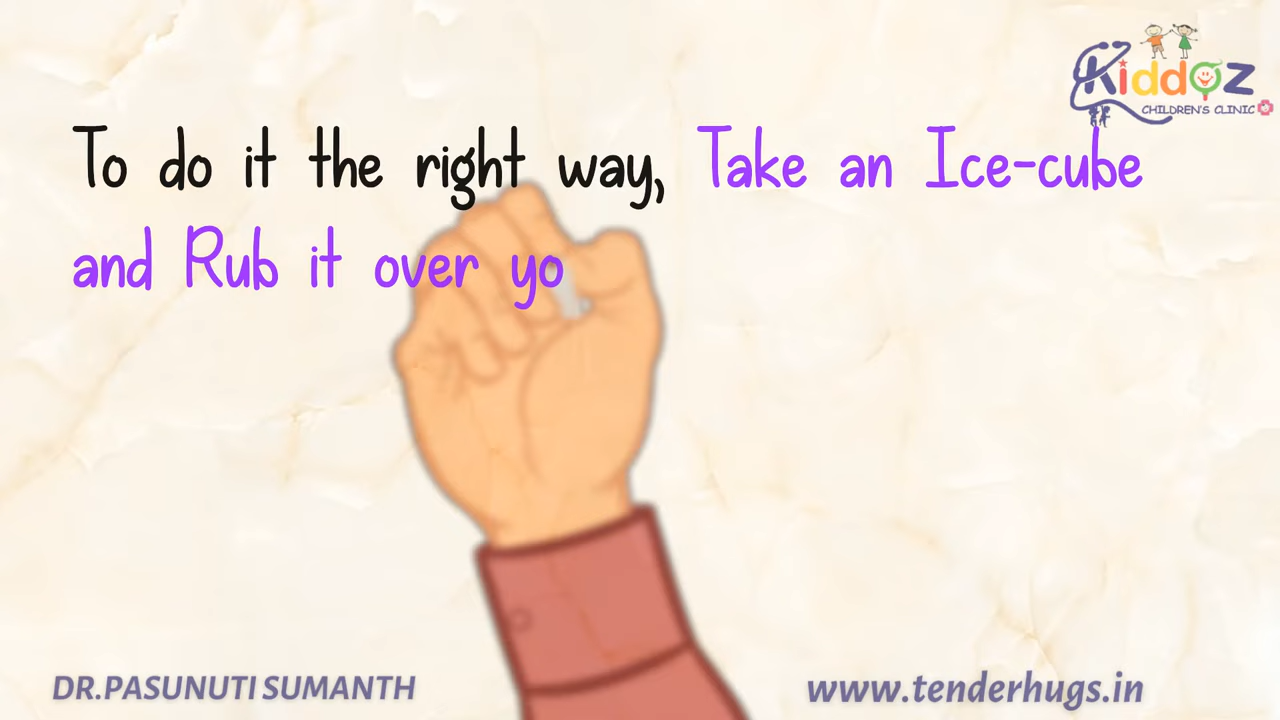 Kiddoz
CHILDREN'S CLINIC
To do it the right way, Take an Ice-cube
and Rub it over yo
DR.PASUNUTI SUMANTH
www.tenderhugs.in